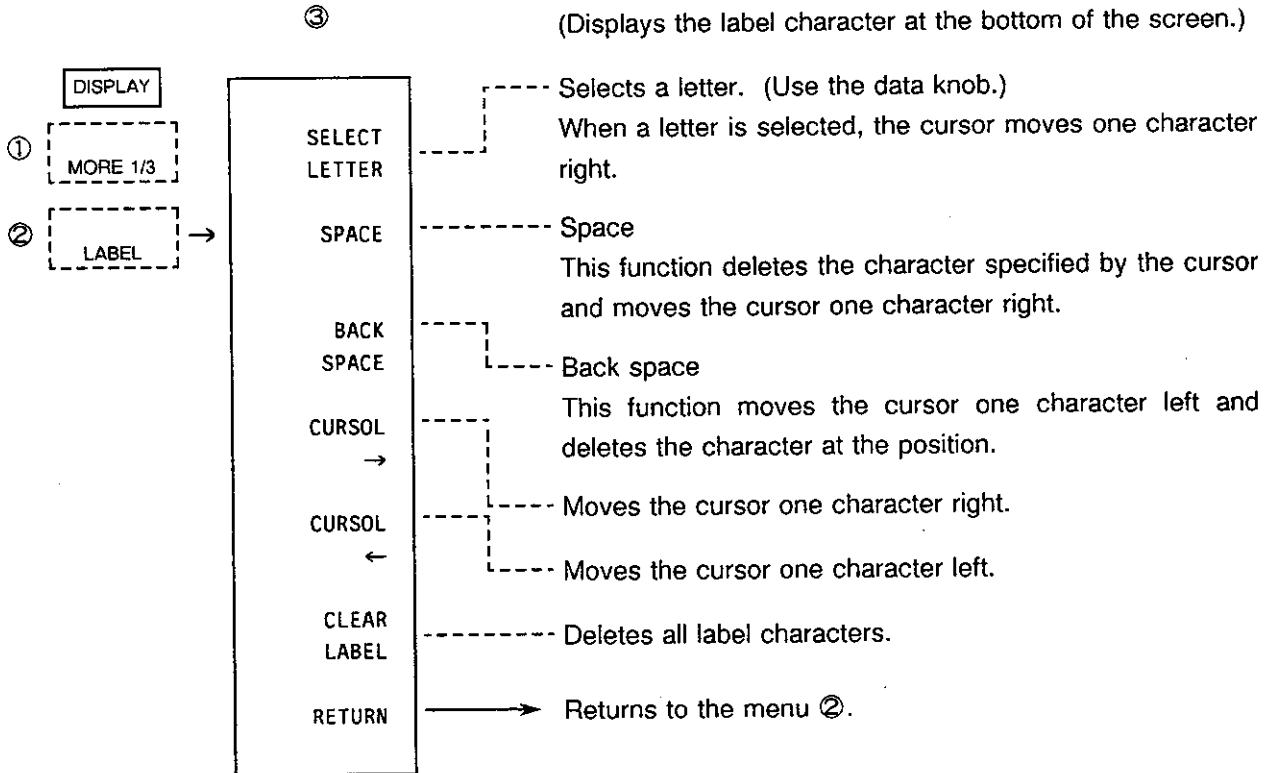 ③
(Displays the label character at the bottom of the screen.)
DISPLAY
① MORE 1/3
② LABEL →
SELECT
LETTER
Selects a letter. (Use the data knob.)
When a letter is selected, the cursor moves one character
right.
SPACE
Space
This function deletes the character specified by the cursor
and moves the cursor one character right.
BACK
SPACE
Back space
This function moves the cursor one character left and
deletes the character at the position.
CURSOL
→
Moves the cursor one character right.
CURSOL
←
Moves the cursor one character left.
CLEAR
LABEL
Deletes all label characters.
RETURN
Returns to the menu ②.